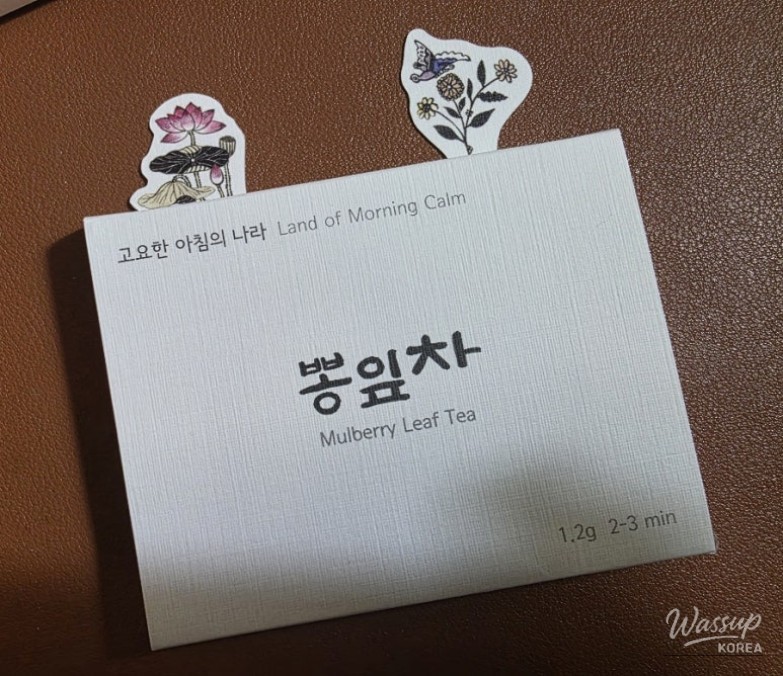 고요한 아침의 나라 Land of Morning Calm
뽕잎차
Mulberry Leaf Tea
1.2g 2-3 min
Wassup
KOREA